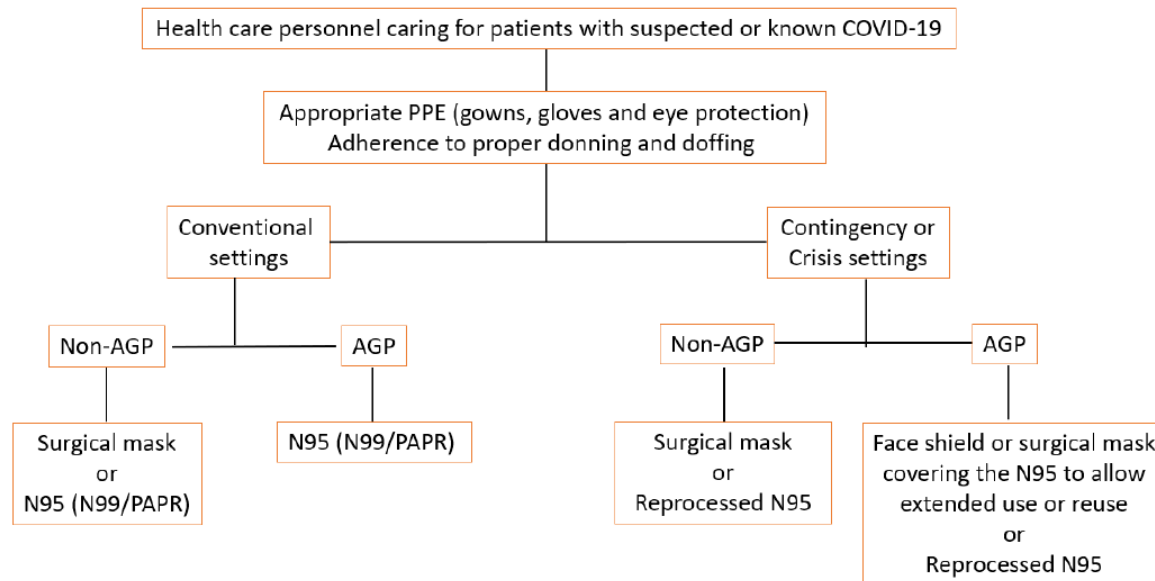 Health care personnel caring for patients with suspected or known COVID-19
Appropriate PPE (gowns, gloves and eye protection)
Adherence to proper donning and doffing
Conventional
settings
Contingency or
Crisis settings
Non-AGP
AGP
Non-AGP
AGP
Surgical mask
or
N95 (N99/PAPR)
N95 (N99/PAPR)
Surgical mask
or
Reprocessed N95
Face shield or surgical mask
covering the N95 to allow
extended use or reuse
or
Reprocessed N95